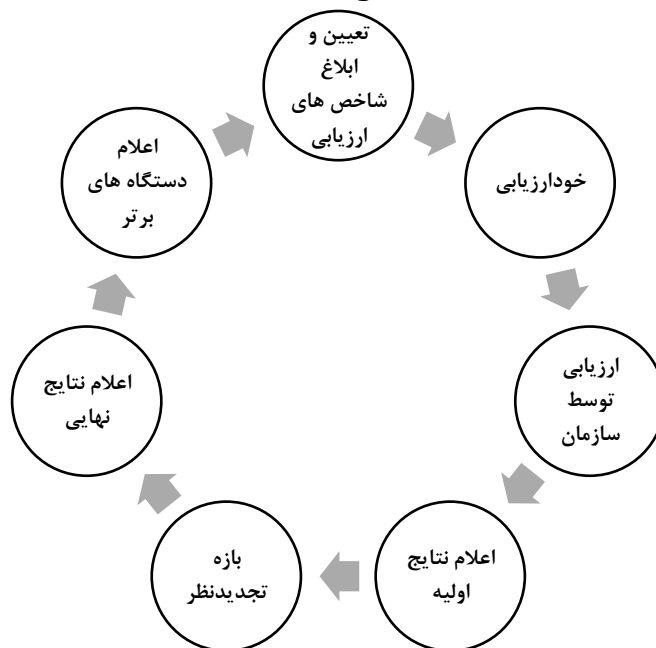 تعیین و
ابلاغ
شاخص های
ارزیابی
خودارزیابی
ارزیابی
توسط
سازمان
اعلام نتایج
اولیه
بازه
تجدیدنظر
اعلام نتایج
نهایی
اعلام
دستگاه های
برتر